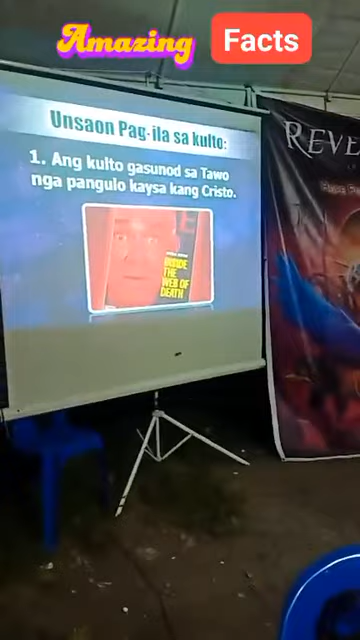 Amazing Facts
Unsaon Pag-ila sa kulto:
1. Ang kulto gasunod sa Tawo
nga pangulo kaysa kang Cristo.
INSIDE
THE
WEB OF
DEATH
REVE
Hope